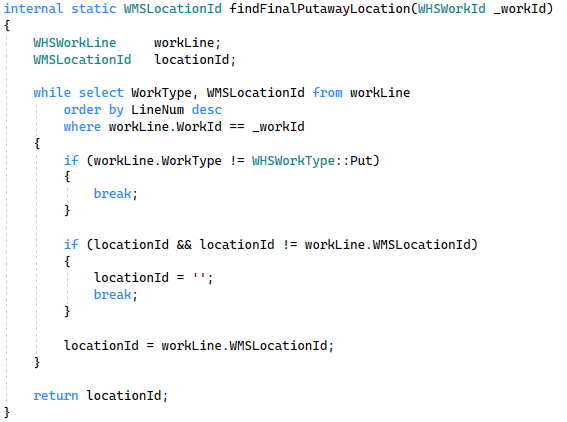 internal static WMSLocationId findFinalPutawayLocation(WHSWorkId _workId)
{
    WHSWorkLine     workLine;
    WMSLocationId   locationId;

    while select WorkType, WMSLocationId from workLine
        order by LineNum desc
        where workLine.WorkId == _workId
    {
        if (workLine.WorkType != WHSWorkType::Put)
        {
            break;
        }

        if (locationId && locationId != workLine.WMSLocationId)
        {
            locationId = '';
            break;
        }

        locationId = workLine.WMSLocationId;
    }

    return locationId;
}